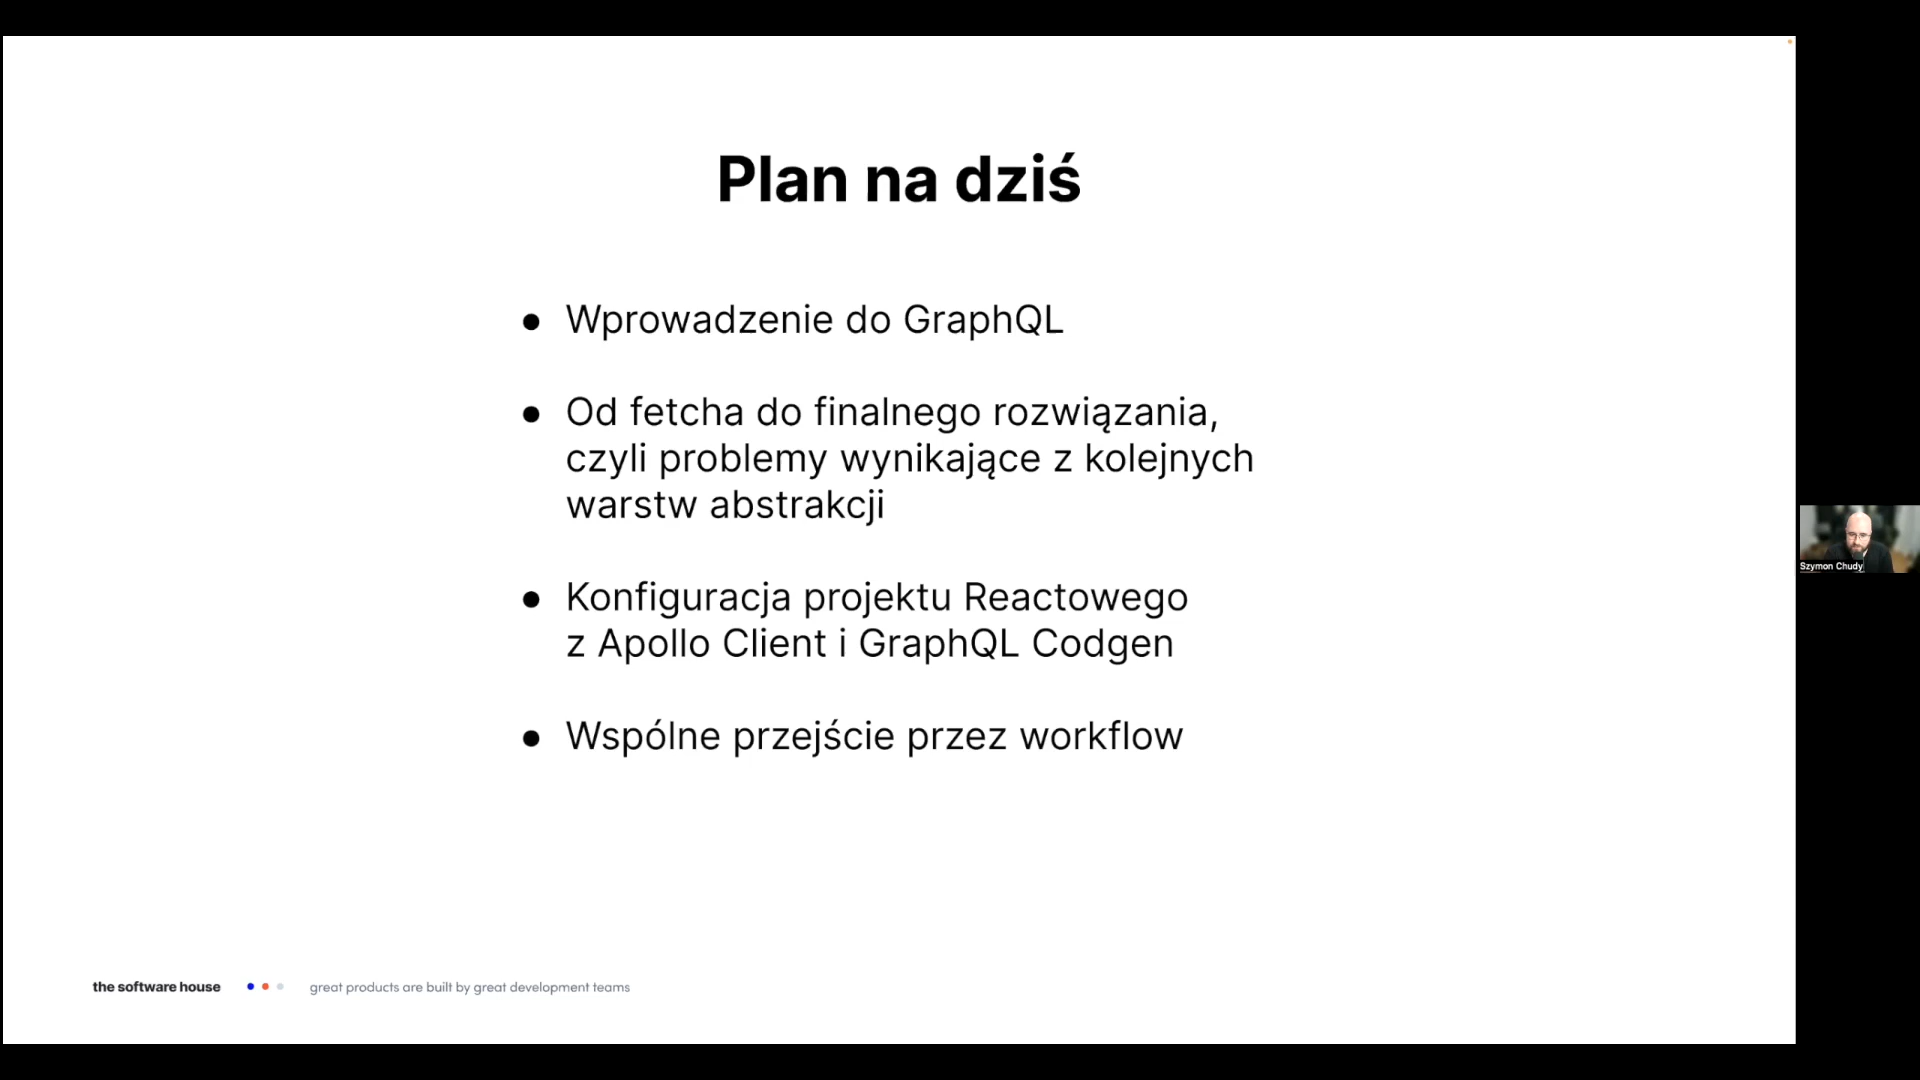 Plan na dziś
● Wprowadzenie do GraphQL
● Od fetcha do finalnego rozwiązania,
czyli problemy wynikające z kolejnych
warstw abstrakcji
● Konfiguracja projektu Reactowego
z Apollo Client i GraphQL Codgen
● Wspólne przejście przez workflow
Szymon Chudy
the software house
great products are built by great development teams